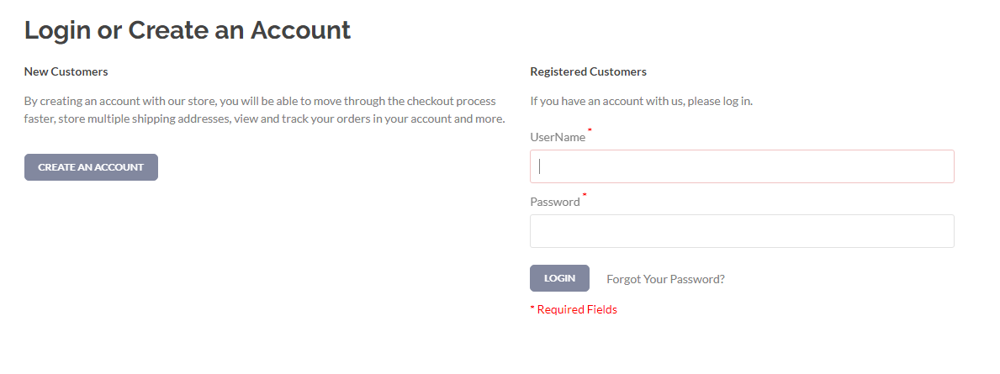 Login or Create an Account
New Customers
By creating an account with our store, you will be able to move through the checkout process
faster, store multiple shipping addresses, view and track your orders in your account and more.
CREATE AN ACCOUNT
Registered Customers
If you have an account with us, please log in.
UserName *
Password *
LOGIN
Forgot Your Password?
* Required Fields